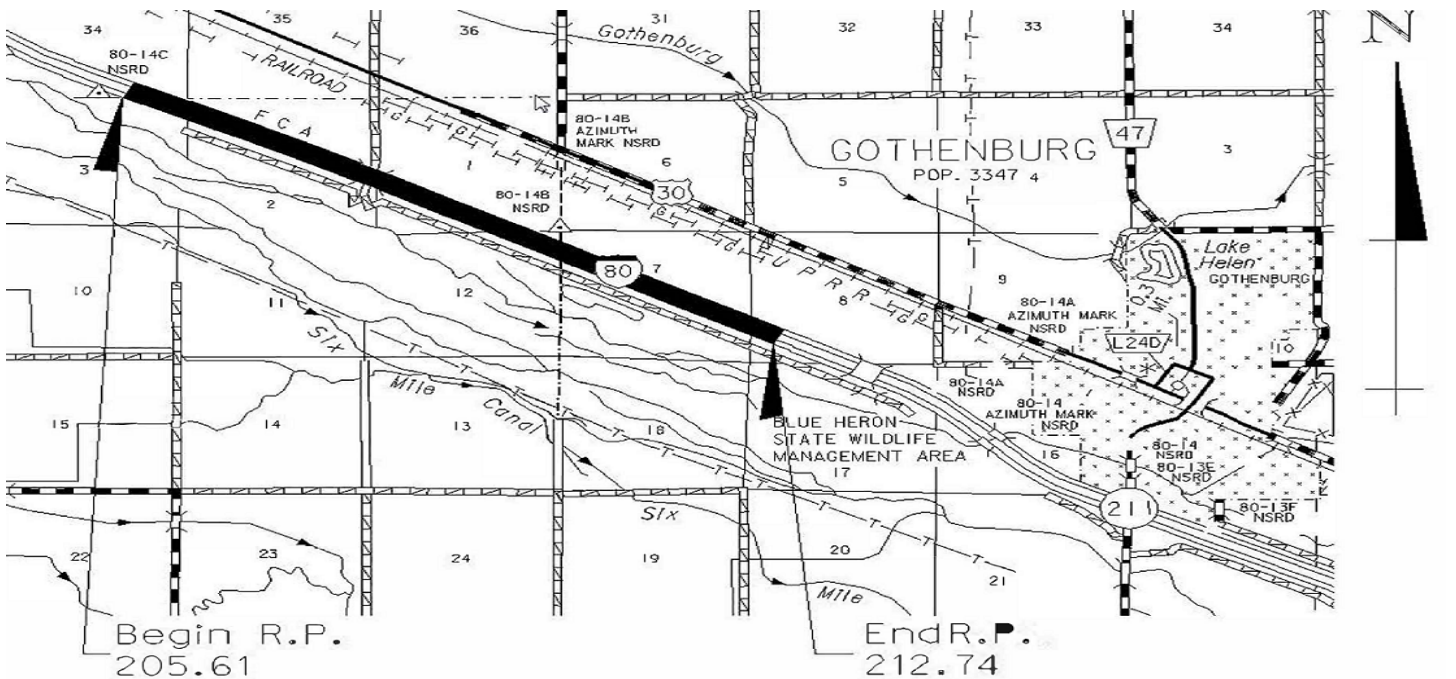 34
35
36
31
32
33
34
N
80-14C
NSRD
RAILROAD
Gothenburg
F C A
G
G
80-14B
AZIMUTH
MARK NSRD
47
GOTHENBURG
POP. 3347
3
2
1
6
5
4
3
80-14B
NSRD
30
G
G
U P R R
Lake
Helen
GOTHENBURG
0.3
MI.
T
80
7
8
9
10
10
11
12
G
G
80-14A
AZIMUTH MARK
NSRD
L24D
Six
Mile
Canal
80-14A
NSRD
80-14
AZIMUTH MARK
NSRD
BLUE HERON
STATE WILDLIFE
MANAGEMENT AREA
15
14
13
18
17
16
80-14
NSRD
80-13E
NSRD
211
80-13F
NSRD
Six
Mile
22
23
24
19
20
21
Begin R.P.
205.61
End R.P.
212.74